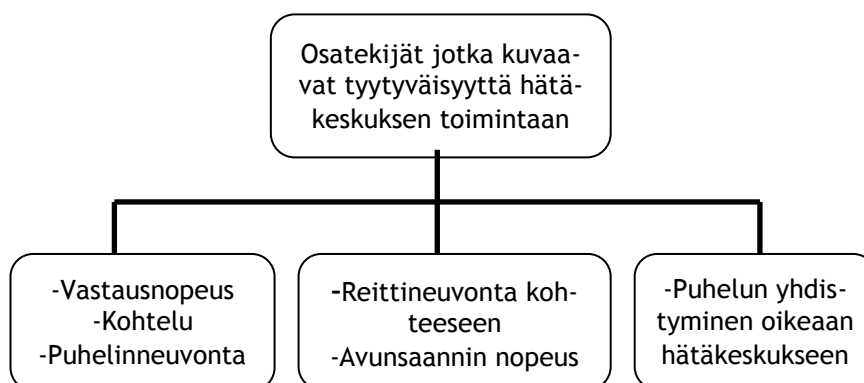 Osatekijät jotka kuvaa-
vat tyytyväisyyttä hätä-
keskuksen toimintaan
-Vastausnopeus
-Kohtelu
-Puhelinneuvonta
-Reittineuvonta koh-
teeseen
-Avunsaannin nopeus
-Puhelun yhdis-
tyminen oikeaan
hätäkeskukseen